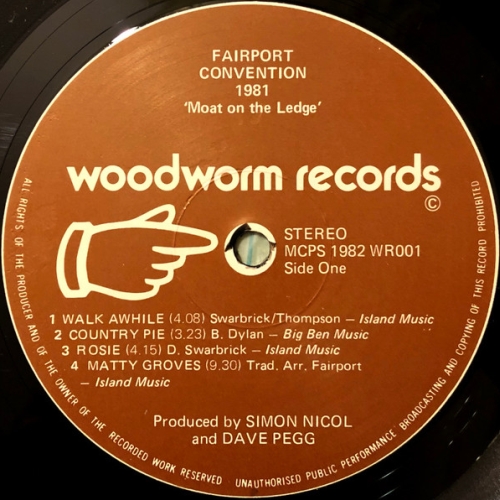 FAIRPORT
CONVENTION
1981
'Moat on the Ledge'
woodworm records
©
STEREO
MCPS 1982 WR001
Side One
1 WALK AWHILE (4.08) Swarbrick/Thompson – Island Music
2 COUNTRY PIE (3.23) B. Dylan – Big Ben Music
3 ROSIE (4.15) D. Swarbrick – Island Music
4 MATTY GROVES (9.30) Trad. Arr. Fairport
– Island Music
Produced by SIMON NICOL
and DAVE PEGG
ALL RIGHTS OF THE PRODUCER AND OF THE OWNER OF THE RECORDED WORK RESERVED UNAUTHORISED PUBLIC PERFORMANCE BROADCASTING AND COPYING OF THIS RECORD PROHIBITED